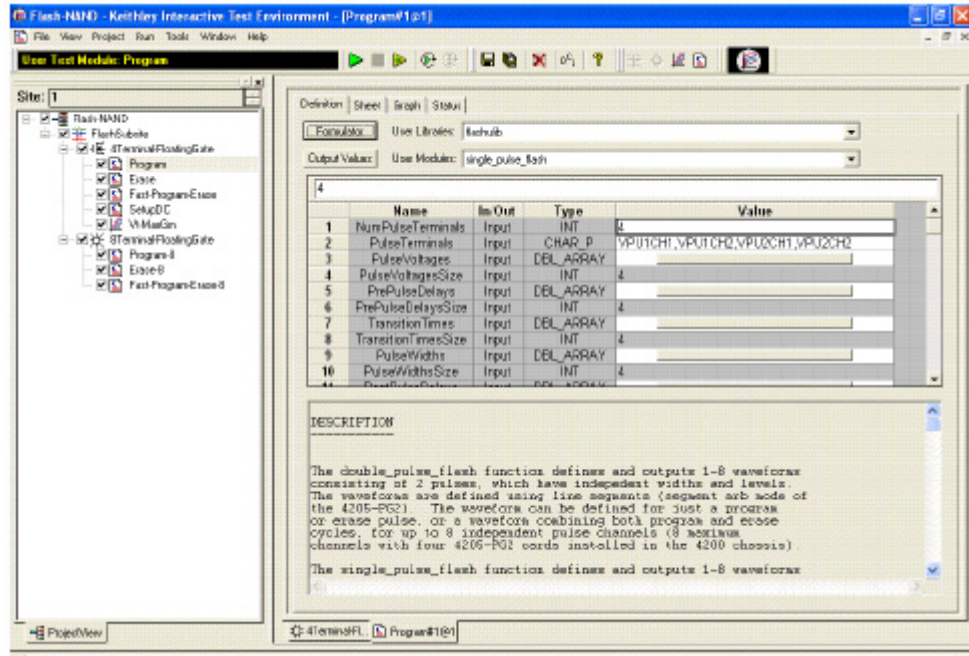 Flash-NAND - Keithley Interactive Test Environment - [Program#1@1]
File View Project Run Tools Window Help
User Test Module: Program
Site: 1
Flash-NAND
FlashSubsite
4TerminalFloatingGate
Program
Erase
Fast-Program-Erase
SetupDC
Vt-MaxGm
8TerminalFloatingGate
Program-8
Erase-8
Fast-Program-Erase-8
ProjectView
Definition Sheet Graph Status
Formulator User Libraries: flashulib
Output Values User Modules: single_pulse_flash
4
Name In/Out Type Value
1 NumPulseTerminals Input INT 4
2 PulseTerminals Input CHAR_P VPU1CH1,VPU1CH2,VPU2CH1,VPU2CH2
3 PulseVoltages Input DBL_ARRAY
4 PulseVoltagesSize Input INT 4
5 PrePulseDelays Input DBL_ARRAY
6 PrePulseDelaysSize Input INT 4
7 TransitionTimes Input DBL_ARRAY
8 TransitionTimesSize Input INT 4
9 PulseWidths Input DBL_ARRAY
10 PulseWidthsSize Input INT 4
DESCRIPTION
-----------
The double_pulse_flash function defines and outputs 1-8 waveforms
consisting of 2 pulses, which have indepedent widths and levels.
The waveforms are defined using line segments (segment arb mode of
the 4205-PG2). The waveform can be defined for just a program
or erase pulse, or a waveform combining both program and erase
cycles, for up to 8 independent pulse channels (8 maximum
channels with four 4205-PG2 cards installed in the 4200 chassis).
The single_pulse_flash function defines and outputs 1-8 waveforms
4TerminalFl... Program#1@1